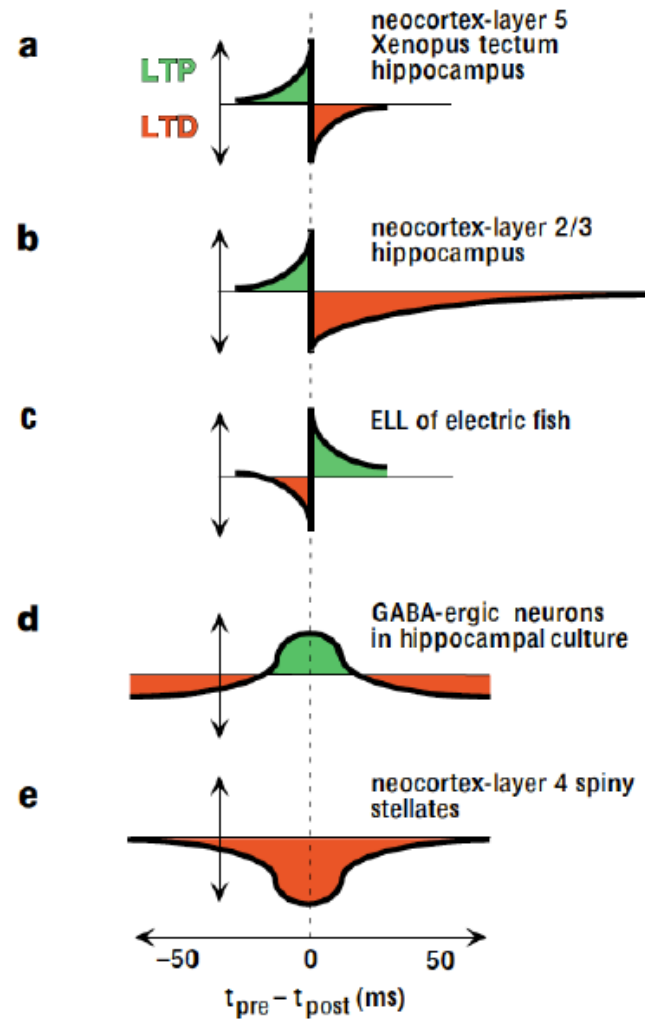 a
neocortex-layer 5
Xenopus tectum
hippocampus
LTP
LTD
b
neocortex-layer 2/3
hippocampus
c
ELL of electric fish
d
GABA-ergic neurons
in hippocampal culture
e
neocortex-layer 4 spiny
stellates
−50 0 50
tpre − tpost (ms)